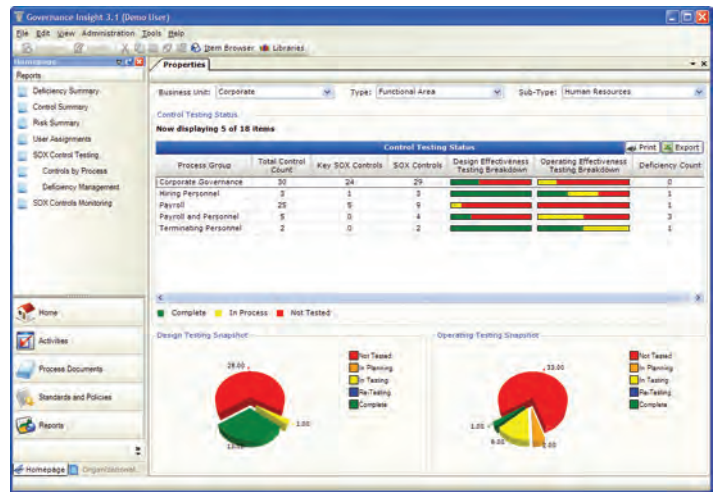 Governance Insight 3.1 (Demo User)
File Edit View Administration Tools Help
Item Browser Libraries
Homepage
Properties
Reports
Deficiency Summary
Control Summary
Risk Summary
User Assignments
SOX Control Testing
Controls by Process
Deficiency Management
SOX Controls Monitoring
Business Unit: Corporate Type: Functional Area Sub-Type: Human Resources
Control Testing Status
Now displaying 5 of 18 items
Control Testing Status Print Export
Process Group Total Control Count Key SOX Controls SOX Controls Design Effectiveness Testing Breakdown Operating Effectiveness Testing Breakdown Deficiency Count
Corporate Governance 30 24 29 0
Hiring Personnel 3 1 3 1
Payroll 25 5 9 1
Payroll and Personnel 5 0 4 3
Terminating Personnel 2 0 2 1
Complete In Process Not Tested
Home
Activities
Process Documents
Standards and Policies
Reports
Homepage Organizational
Design Testing Snapshot
28.00
1.00
Not Tested
In Planning
In Testing
Re-Testing
Complete
Operating Testing Snapshot
33.00
1.00
Not Tested
In Planning
In Testing
Re-Testing
Complete